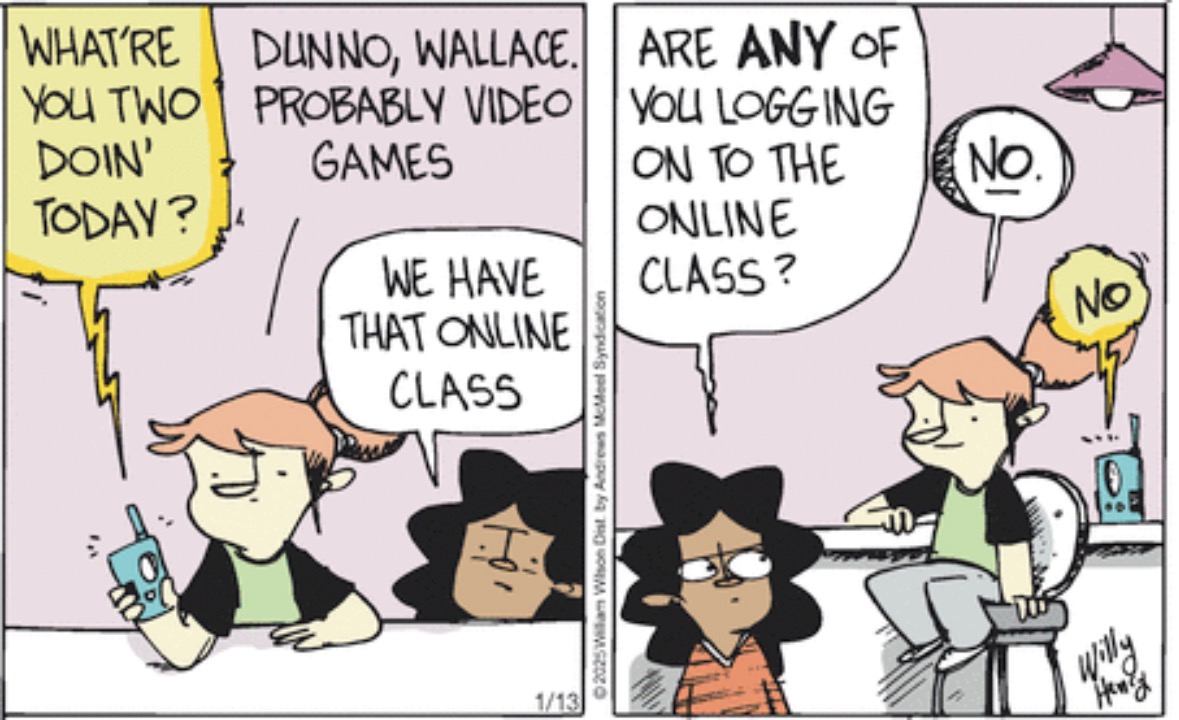 WHAT'RE
YOU TWO
DOIN'
TODAY?
DUNNO, WALLACE.
PROBABLY VIDEO
GAMES
WE HAVE
THAT ONLINE
CLASS
1/13
©2025 William Wilson Dist. by Andrews McMeel Syndication
ARE ANY OF
YOU LOGGING
ON TO THE
ONLINE
CLASS?
NO.
NO
Willy